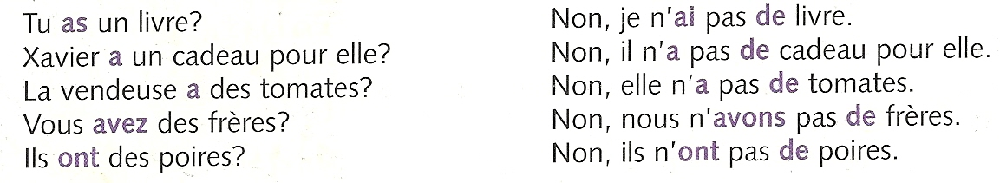 Tu as un livre? Non, je n'ai pas de livre.
Xavier a un cadeau pour elle? Non, il n'a pas de cadeau pour elle.
La vendeuse a des tomates? Non, elle n'a pas de tomates.
Vous avez des frères? Non, nous n'avons pas de frères.
Ils ont des poires? Non, ils n'ont pas de poires.